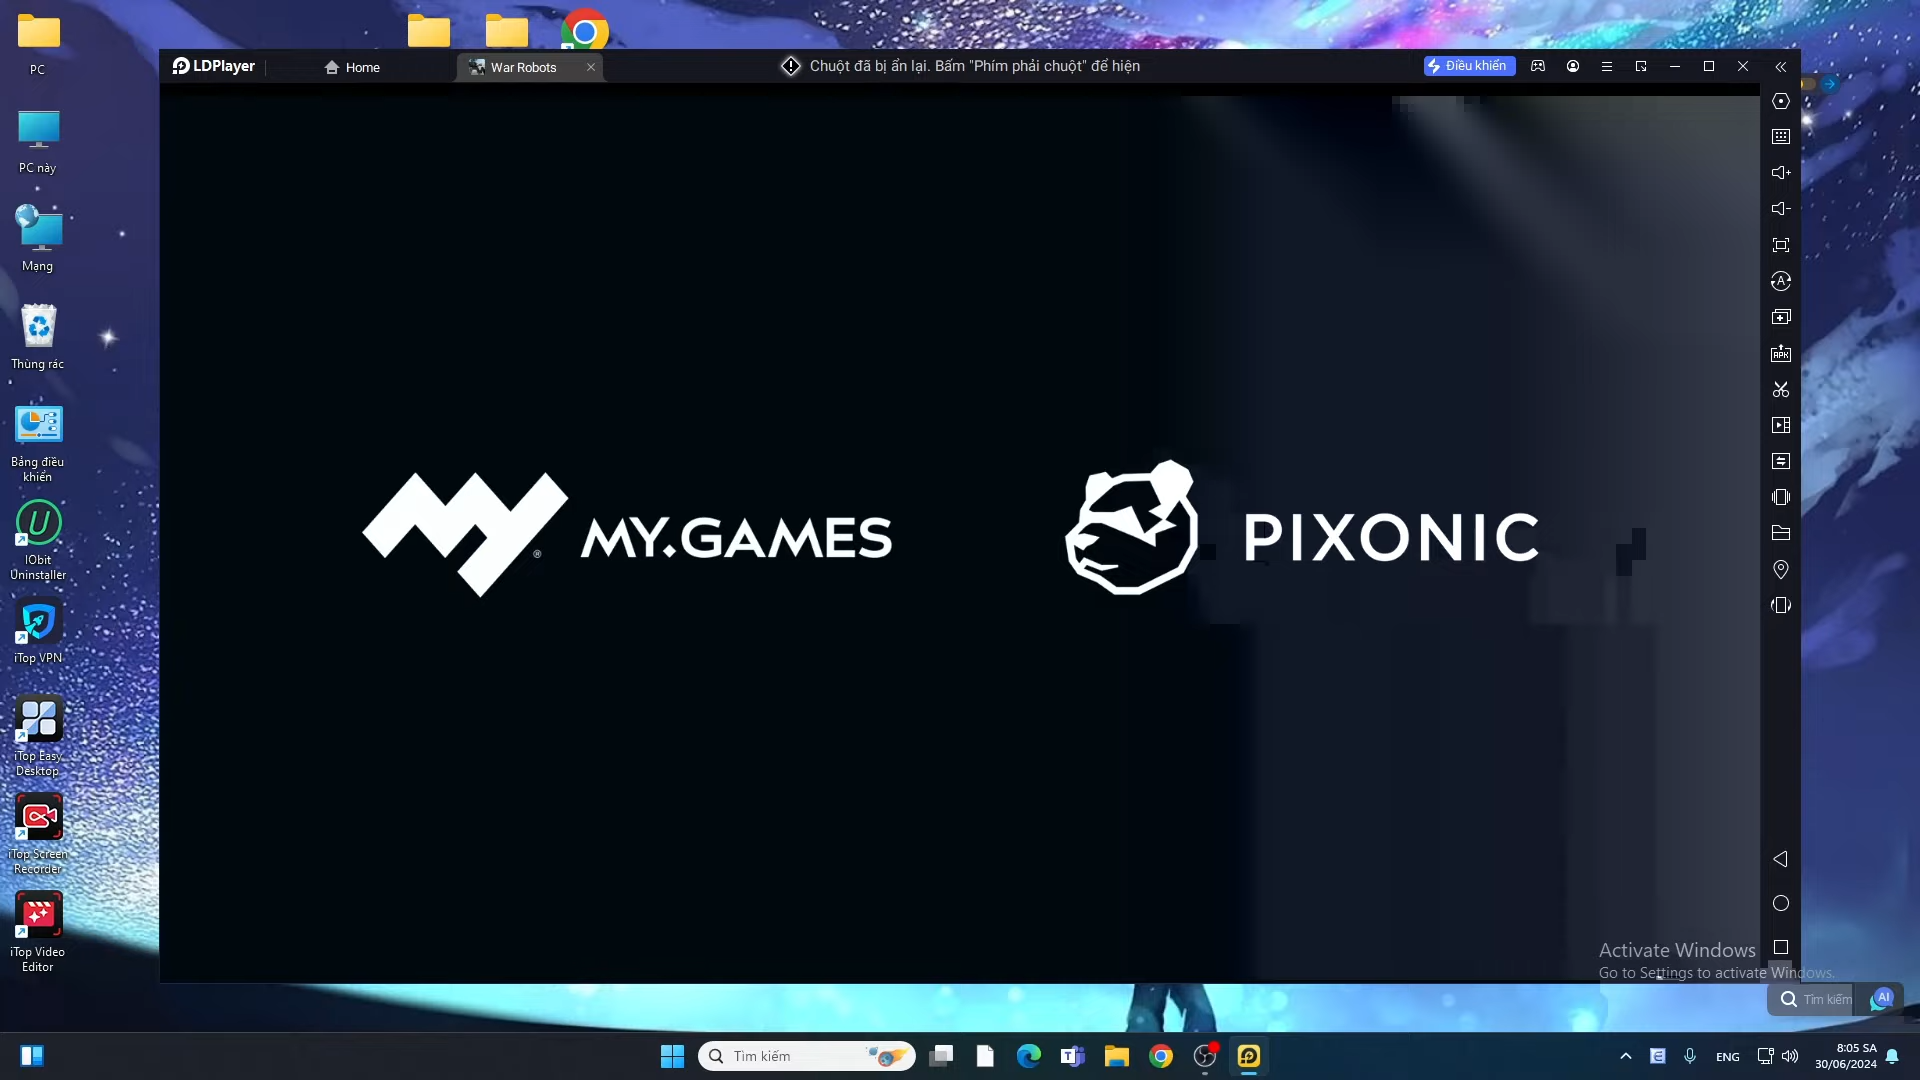 LDPlayer
Home
War Robots
Chuột đã bị ẩn lại. Bấm "Phím phải chuột" để hiện
Điều khiển
PC
PC này
Mạng
Thùng rác
Bảng điều
khiển
IObit
Uninstaller
iTop VPN
iTop Easy
Desktop
iTop Screen
Recorder
iTop Video
Editor
MY.GAMES
®
PIXONIC
A
APK
Activate Windows
Go to Settings to activate Windows.
Tìm kiếm
AI
Tìm kiếm
ENG
8:05 SA
30/06/2024